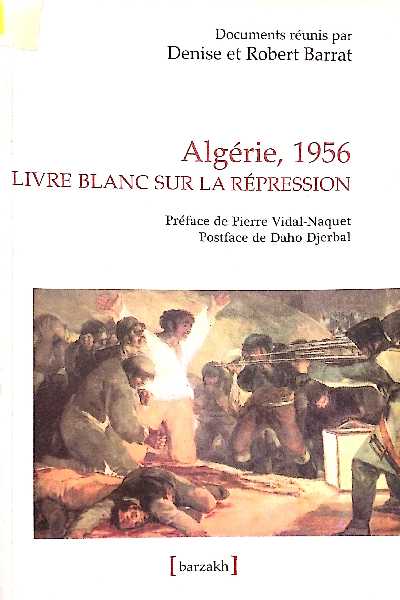 Documents réunis par
Denise et Robert Barrat
Algérie, 1956
LIVRE BLANC SUR LA RÉPRESSION
Préface de Pierre Vidal-Naquet
Postface de Daho Djerbal
[barzakh]